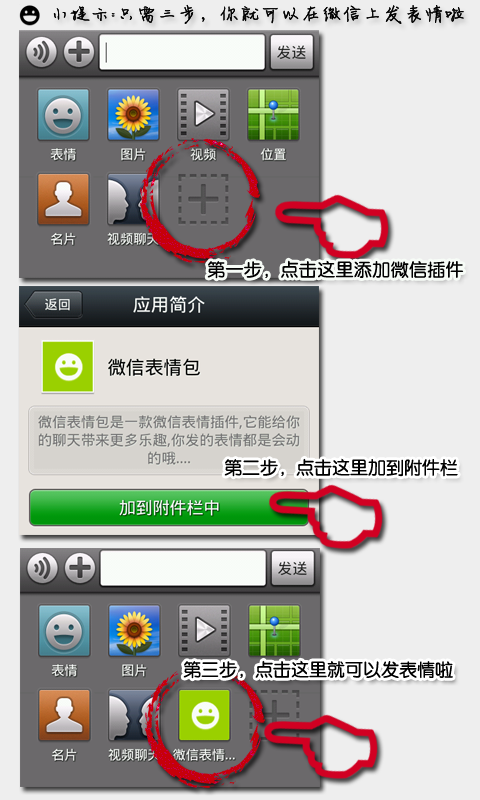 小提示:只需三步，你就可以在微信上发表情啦
发送
表情 图片 视频 位置
名片 视频聊天
第一步，点击这里添加微信插件
返回 应用简介
微信表情包
微信表情包是一款微信表情插件,它能给你
的聊天带来更多乐趣,你发的表情都是会动
的哦....
第二步，点击这里加到附件栏
加到附件栏中
发送
表情 图片
第三步，点击这里就可以发表情啦
名片 视频聊天 微信表情...